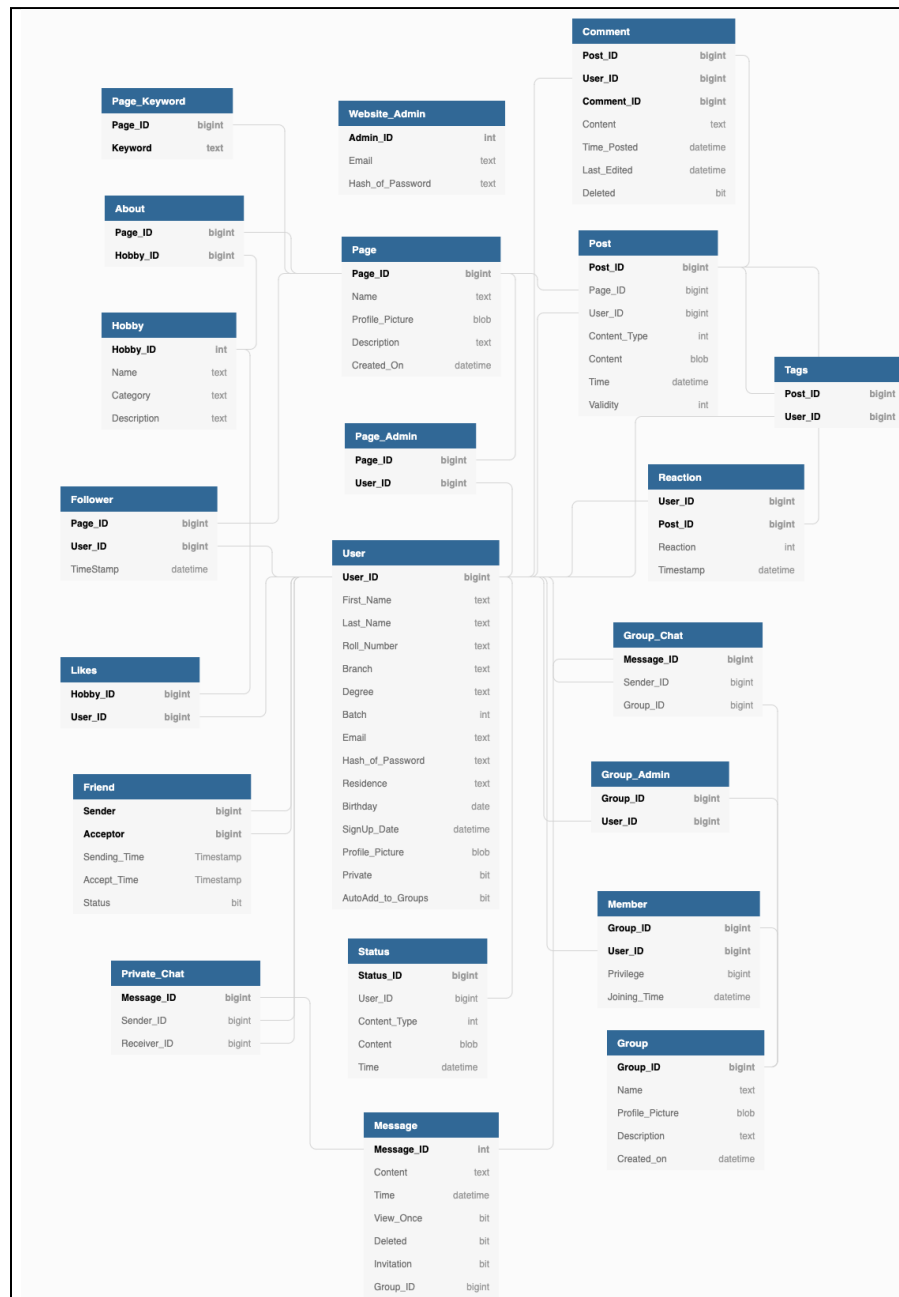 Comment
Post_ID bigint
User_ID bigint
Comment_ID bigint
Content text
Time_Posted datetime
Last_Edited datetime
Deleted bit
Page_Keyword
Page_ID bigint
Keyword text
Website_Admin
Admin_ID int
Email text
Hash_of_Password text
About
Page_ID bigint
Hobby_ID bigint
Page
Page_ID bigint
Name text
Profile_Picture blob
Description text
Created_On datetime
Post
Post_ID bigint
Page_ID bigint
User_ID bigint
Content_Type int
Content blob
Time datetime
Validity int
Hobby
Hobby_ID int
Name text
Category text
Description text
Tags
Post_ID bigint
User_ID bigint
Page_Admin
Page_ID bigint
User_ID bigint
Reaction
User_ID bigint
Post_ID bigint
Reaction int
Timestamp datetime
Follower
Page_ID bigint
User_ID bigint
TimeStamp datetime
User
User_ID bigint
First_Name text
Last_Name text
Roll_Number text
Branch text
Degree text
Batch int
Email text
Hash_of_Password text
Residence text
Birthday date
SignUp_Date datetime
Profile_Picture blob
Private bit
AutoAdd_to_Groups bit
Group_Chat
Message_ID bigint
Sender_ID bigint
Group_ID bigint
Likes
Hobby_ID bigint
User_ID bigint
Group_Admin
Group_ID bigint
User_ID bigint
Friend
Sender bigint
Acceptor bigint
Sending_Time Timestamp
Accept_Time Timestamp
Status bit
Member
Group_ID bigint
User_ID bigint
Privilege bigint
Joining_Time datetime
Status
Status_ID bigint
User_ID bigint
Content_Type int
Content blob
Time datetime
Private_Chat
Message_ID bigint
Sender_ID bigint
Receiver_ID bigint
Group
Group_ID bigint
Name text
Profile_Picture blob
Description text
Created_on datetime
Message
Message_ID int
Content text
Time datetime
View_Once bit
Deleted bit
Invitation bit
Group_ID bigint